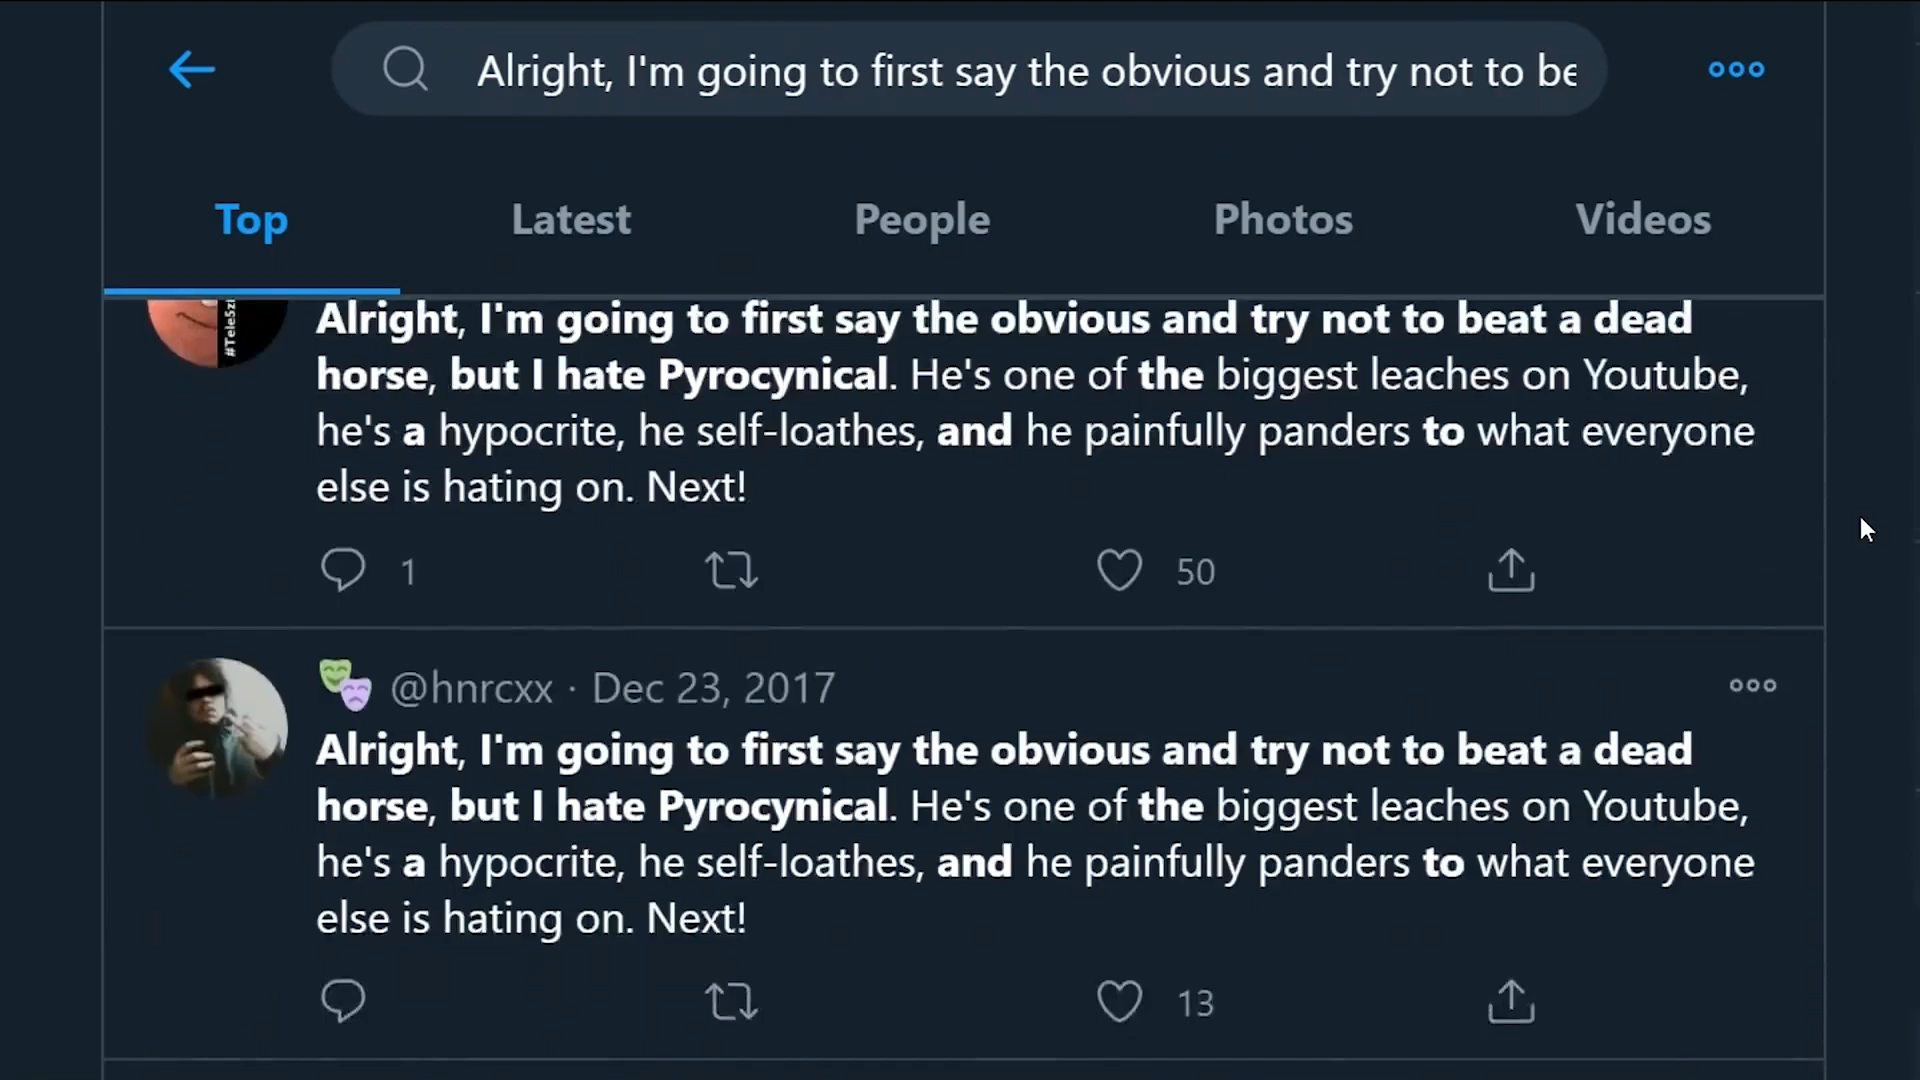 Alright, I'm going to first say the obvious and try not to be
Top Latest People Photos Videos
#TeleSzi
Alright, I'm going to first say the obvious and try not to beat a dead
horse, but I hate Pyrocynical. He's one of the biggest leaches on Youtube,
he's a hypocrite, he self-loathes, and he painfully panders to what everyone
else is hating on. Next!
1 50
@hnrcxx · Dec 23, 2017
Alright, I'm going to first say the obvious and try not to beat a dead
horse, but I hate Pyrocynical. He's one of the biggest leaches on Youtube,
he's a hypocrite, he self-loathes, and he painfully panders to what everyone
else is hating on. Next!
13